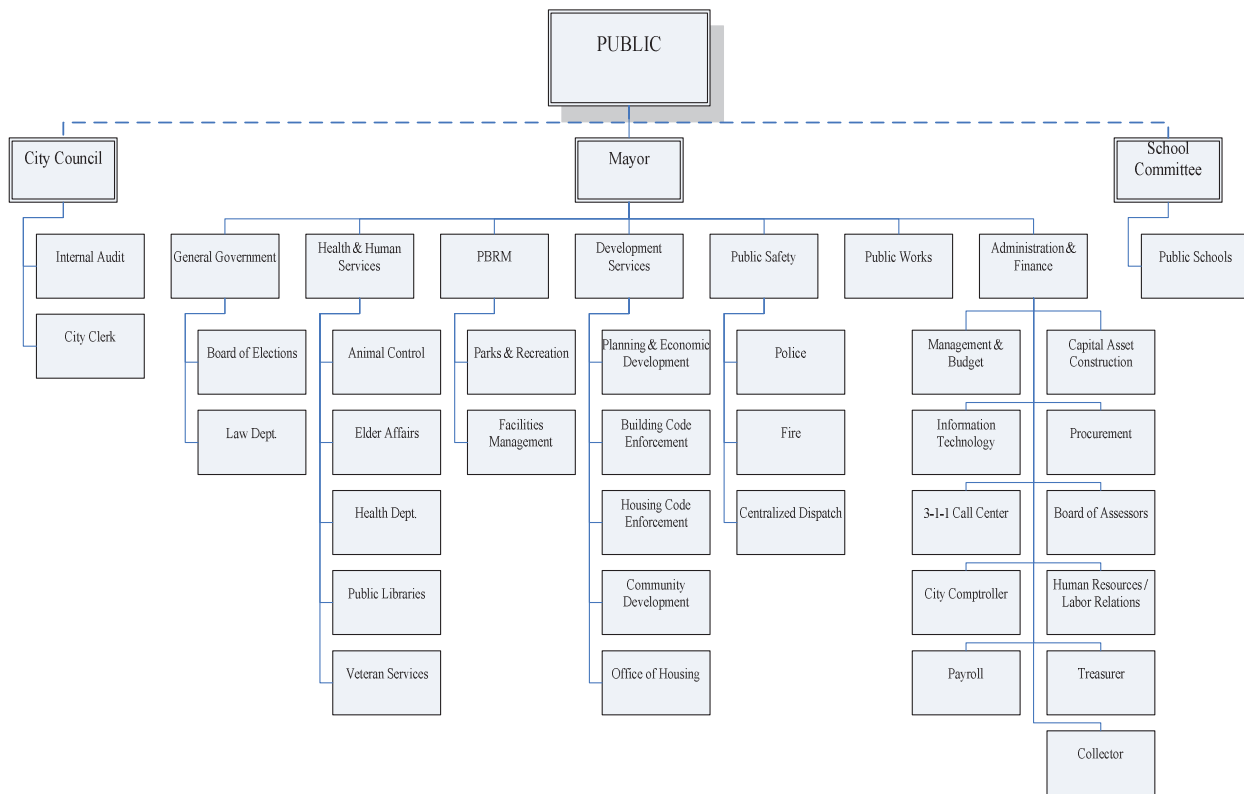 PUBLIC
City Council
Mayor
School
Committee
Internal Audit
General Government
Health & Human
Services
PBRM
Development
Services
Public Safety
Public Works
Administration &
Finance
Public Schools
City Clerk
Board of Elections
Animal Control
Parks & Recreation
Planning & Economic
Development
Police
Management &
Budget
Capital Asset
Construction
Law Dept.
Elder Affairs
Facilities
Management
Building Code
Enforcement
Fire
Information
Technology
Procurement
Health Dept.
Housing Code
Enforcement
Centralized Dispatch
3-1-1 Call Center
Board of Assessors
Public Libraries
Community
Development
City Comptroller
Human Resources /
Labor Relations
Veteran Services
Office of Housing
Payroll
Treasurer
Collector